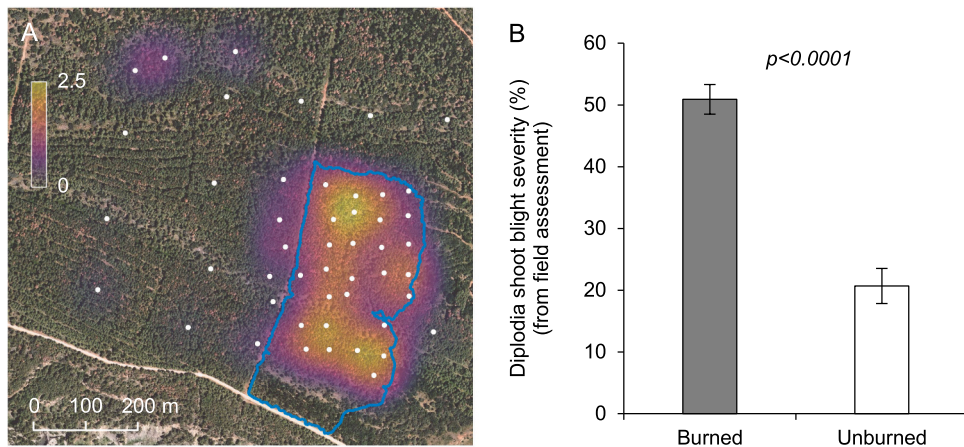 A
2.5
0
0 100 200 m
B
Diplodia shoot blight severity (%)
(from field assessment)
60
50
40
30
20
10
0
p<0.0001
Burned Unburned